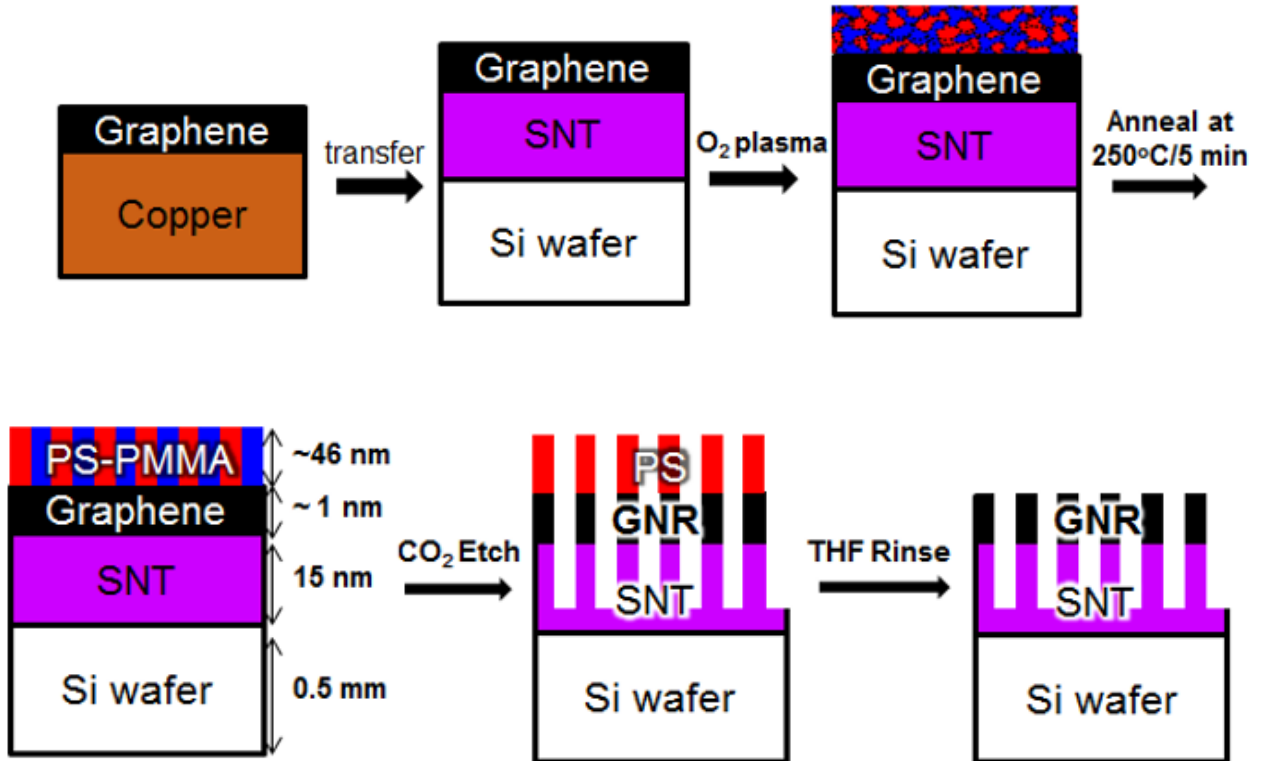 Graphene
Copper
transfer
Graphene
SNT
Si wafer
O₂ plasma
Graphene
SNT
Si wafer
Anneal at
250°C/5 min
PS-PMMA
Graphene
SNT
Si wafer
~46 nm
~ 1 nm
15 nm
0.5 mm
CO₂ Etch
PS
GNR
SNT
Si wafer
THF Rinse
GNR
SNT
Si wafer